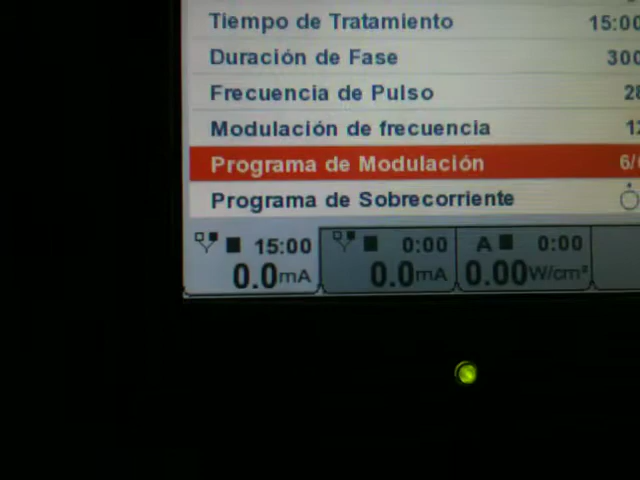 Tiempo de Tratamiento 15:00
Duración de Fase 300
Frecuencia de Pulso
Modulación de frecuencia
Programa de Modulación 6/
Programa de Sobrecorriente
15:00 0:00 A 0:00
0.0mA 0.0mA 0.00W/cm²